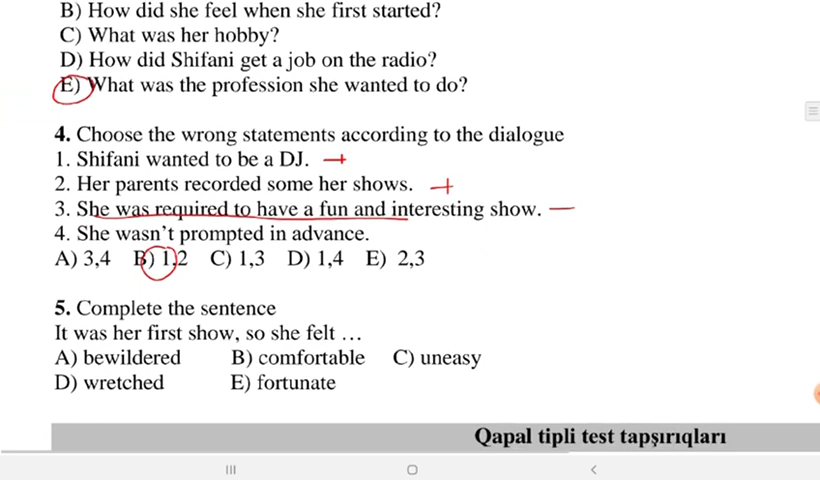 B) How did she feel when she first started?
C) What was her hobby?
D) How did Shifani get a job on the radio?
E) What was the profession she wanted to do?
4. Choose the wrong statements according to the dialogue
1. Shifani wanted to be a DJ. +
2. Her parents recorded some her shows. +
3. She was required to have a fun and interesting show. —
4. She wasn't prompted in advance.
A) 3,4 B) 1,2 C) 1,3 D) 1,4 E) 2,3
5. Complete the sentence
It was her first show, so she felt …
A) bewildered B) comfortable C) uneasy
D) wretched E) fortunate
Qapal tipli test tapşırıqları